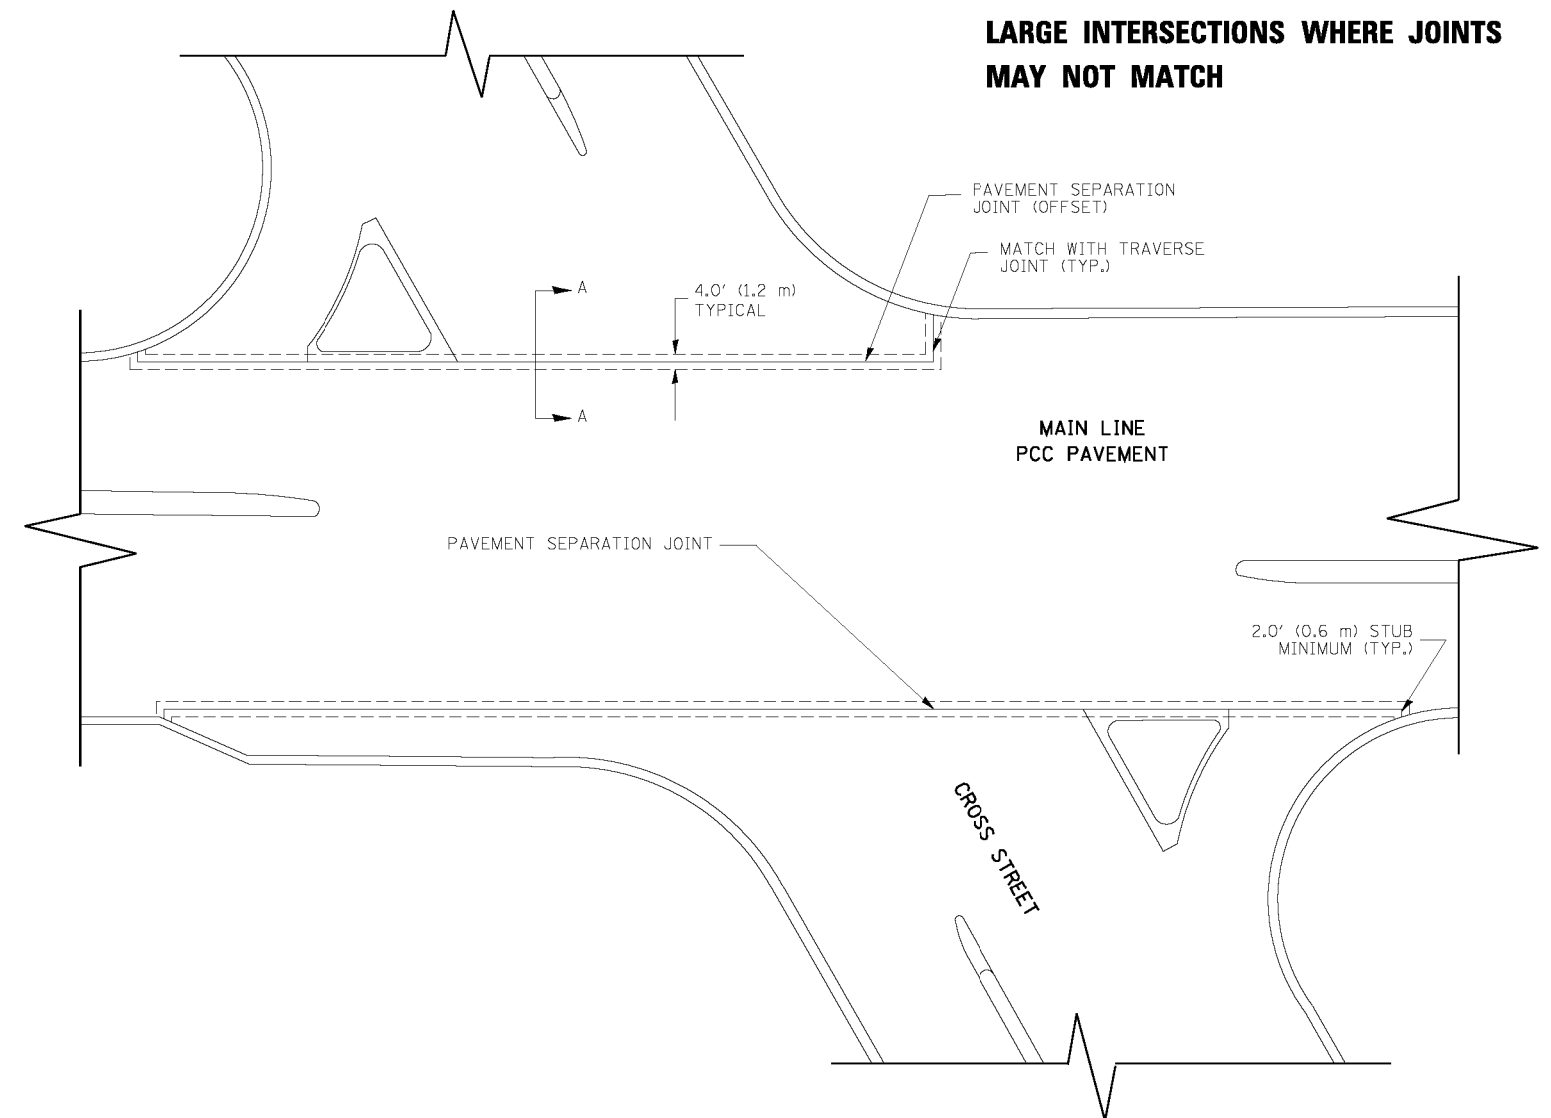 LARGE INTERSECTIONS WHERE JOINTS
MAY NOT MATCH
PAVEMENT SEPARATION
JOINT (OFFSET)
MATCH WITH TRAVERSE
JOINT (TYP.)
A
4.0' (1.2 m)
TYPICAL
A
MAIN LINE
PCC PAVEMENT
PAVEMENT SEPARATION JOINT
2.0' (0.6 m) STUB
MINIMUM (TYP.)
CROSS STREET